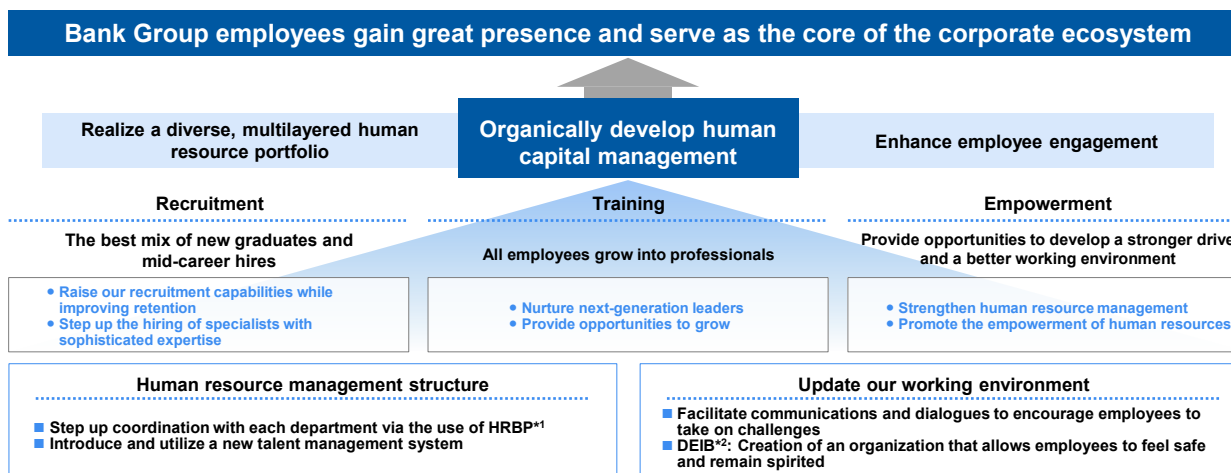 Bank Group employees gain great presence and serve as the core of the corporate ecosystem
Realize a diverse, multilayered human
resource portfolio
Organically develop human
capital management
Enhance employee engagement
Recruitment
The best mix of new graduates and
mid-career hires
• Raise our recruitment capabilities while
improving retention
• Step up the hiring of specialists with
sophisticated expertise
Training
All employees grow into professionals
• Nurture next-generation leaders
• Provide opportunities to grow
Empowerment
Provide opportunities to develop a stronger drive
and a better working environment
• Strengthen human resource management
• Promote the empowerment of human resources
Human resource management structure
■ Step up coordination with each department via the use of HRBP*1
■ Introduce and utilize a new talent management system
Update our working environment
■ Facilitate communications and dialogues to encourage employees to
take on challenges
■ DEIB*2: Creation of an organization that allows employees to feel safe
and remain spirited